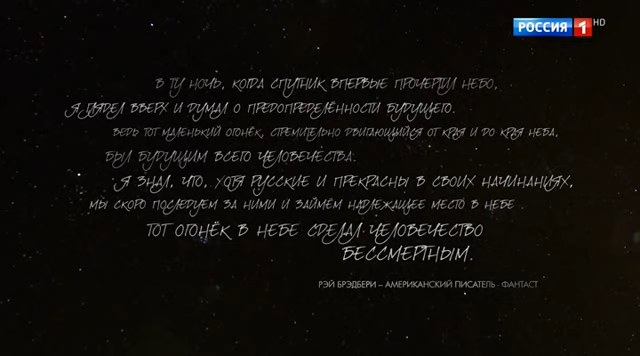 РОССИЯ 1 HD
В ТУ НОЧЬ, КОГДА СПУТНИК ВПЕРВЫЕ ПРОЧЕРТИЛ НЕБО,
Я ГЛЯДЕЛ ВВЕРХ И ДУМАЛ О ПРЕДОПРЕДЕЛЁННОСТИ БУДУЩЕГО.
ВЕДЬ ТОТ МАЛЕНЬКИЙ ОГОНЁК, СТРЕМИТЕЛЬНО ДВИГАЮЩИЙСЯ ОТ КРАЯ И ДО КРАЯ НЕБА,
БЫЛ БУДУЩИМ ВСЕГО ЧЕЛОВЕЧЕСТВА.
Я ЗНАЛ, ЧТО, ХОТЯ РУССКИЕ И ПРЕКРАСНЫ В СВОИХ НАЧИНАНИЯХ,
МЫ СКОРО ПОСЛЕДУЕМ ЗА НИМИ И ЗАЙМЁМ НАДЛЕЖАЩЕЕ МЕСТО В НЕБЕ
ТОТ ОГОНЁК В НЕБЕ СДЕЛАЛ ЧЕЛОВЕЧЕСТВО
БЕССМЕРТНЫМ.
РЭЙ БРЭДБЕРИ – АМЕРИКАНСКИЙ ПИСАТЕЛЬ - ФАНТАСТ